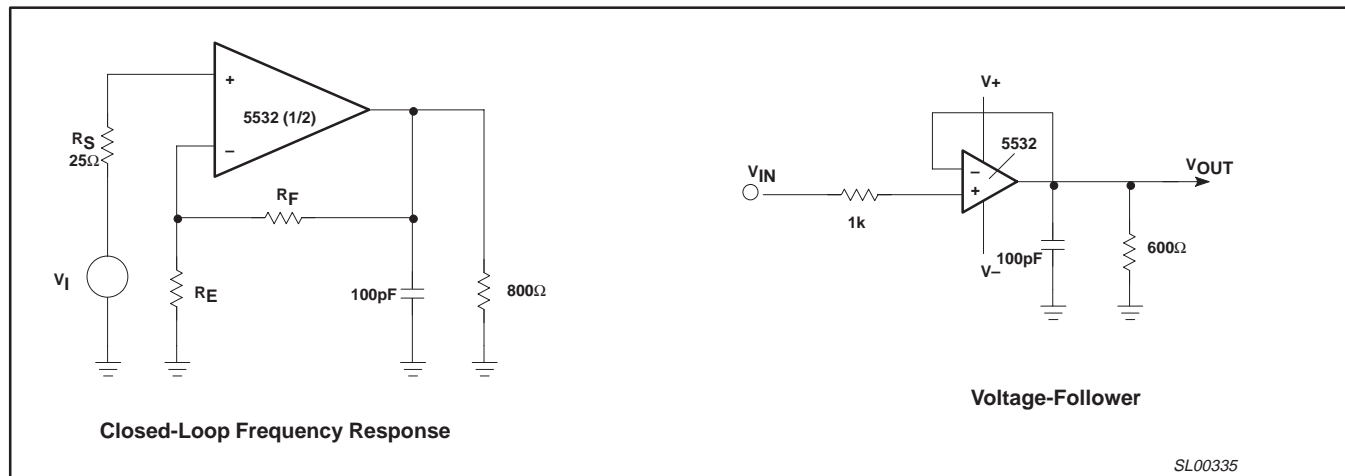 +
5532 (1/2)
–
RS
25Ω
RF
VI
RE
100pF
800Ω
Closed-Loop Frequency Response
V+
5532
VIN
–
+
VOUT
1k
V–
100pF
600Ω
Voltage-Follower
SL00335